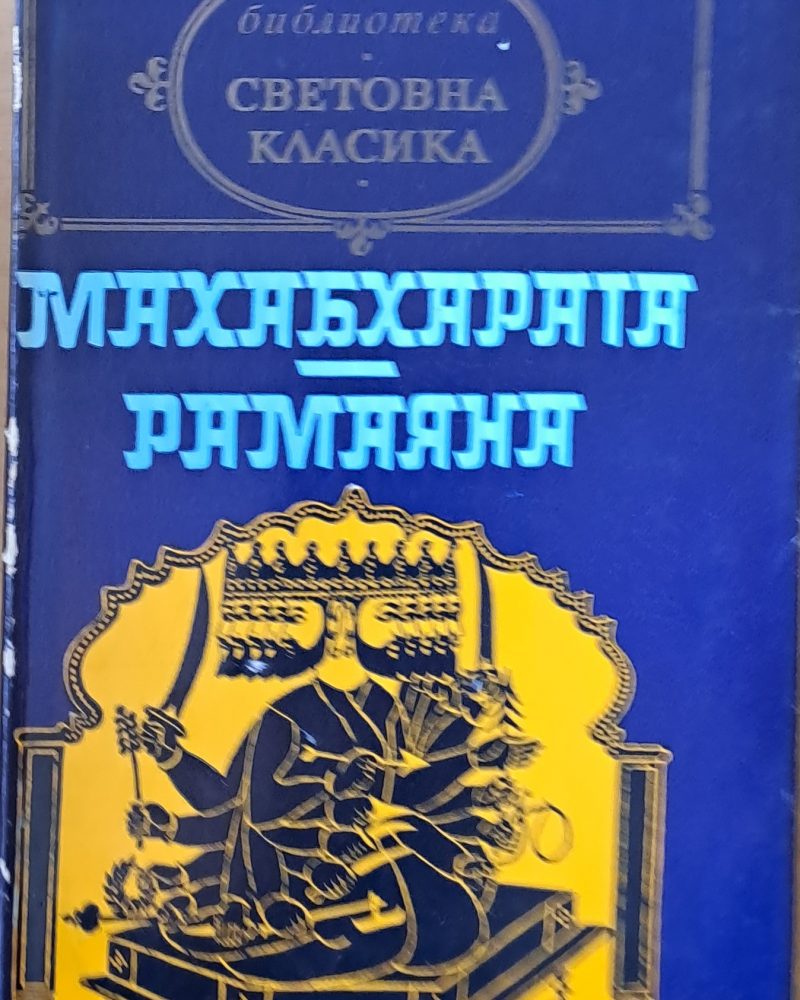 библиотека
СВЕТОВНА
КЛАСИКА
МАХАБХАРАТА
—
РАМАЯНА